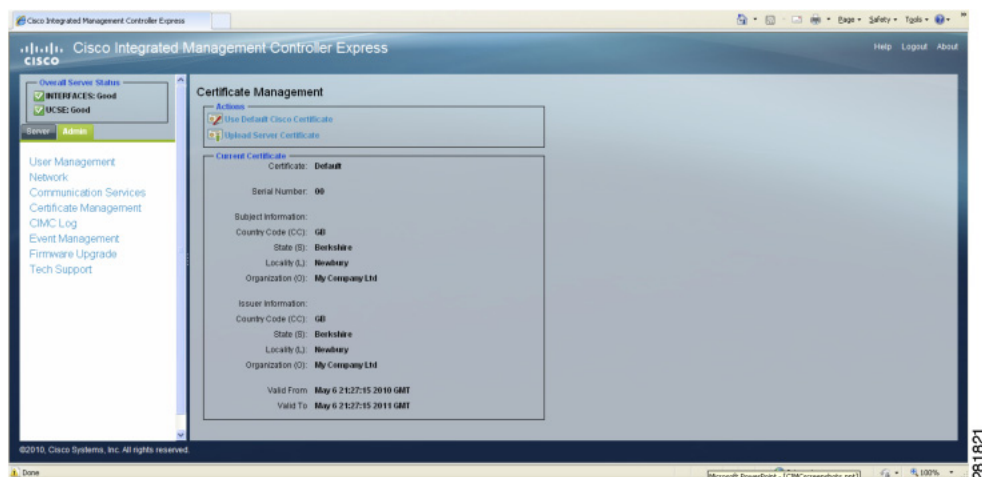 Cisco Integrated Management Controller Express
Page Safety Tools
CISCO
Cisco Integrated Management Controller Express
Help Logout About
Overall Server Status
INTERFACES: Good
UCSE: Good
Server Admin
User Management
Network
Communication Services
Certificate Management
CIMC Log
Event Management
Firmware Upgrade
Tech Support
Certificate Management
Actions
Use Default Cisco Certificate
Upload Server Certificate
Current Certificate
Certificate: Default
Serial Number: 00
Subject Information:
Country Code (CC): GB
State (S): Berkshire
Locality (L): Newbury
Organization (O): My Company Ltd
Issuer Information:
Country Code (CC): GB
State (S): Berkshire
Locality (L): Newbury
Organization (O): My Company Ltd
Valid From May 6 21:27:15 2010 GMT
Valid To May 6 21:27:15 2011 GMT
©2010, Cisco Systems, Inc. All rights reserved.
Done
Microsoft PowerPoint - [CIMCscreenshots.ppt]
100%
281821